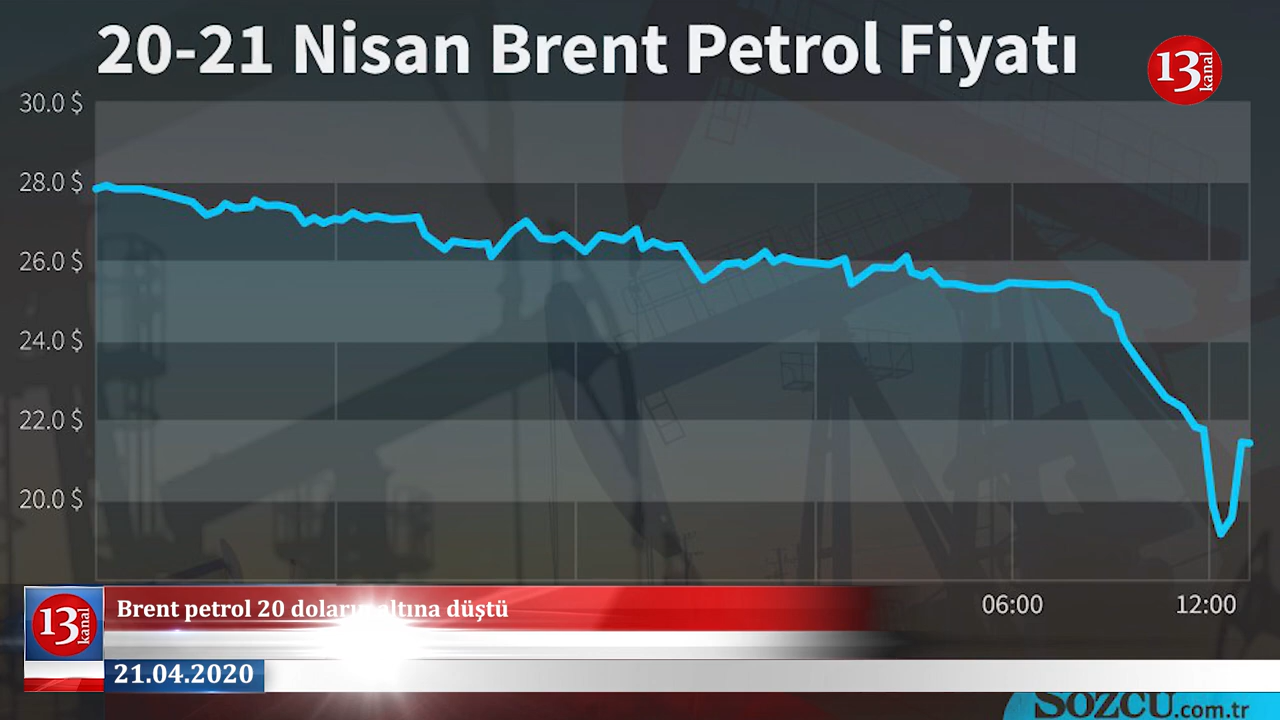 20-21 Nisan Brent Petrol Fiyatı
13
kanal
30.0 $
28.0 $
26.0 $
24.0 $
22.0 $
20.0 $
06:00
12:00
13
kanal
Brent petrol 20 doların altına düştü
21.04.2020
SOZCU.com.tr